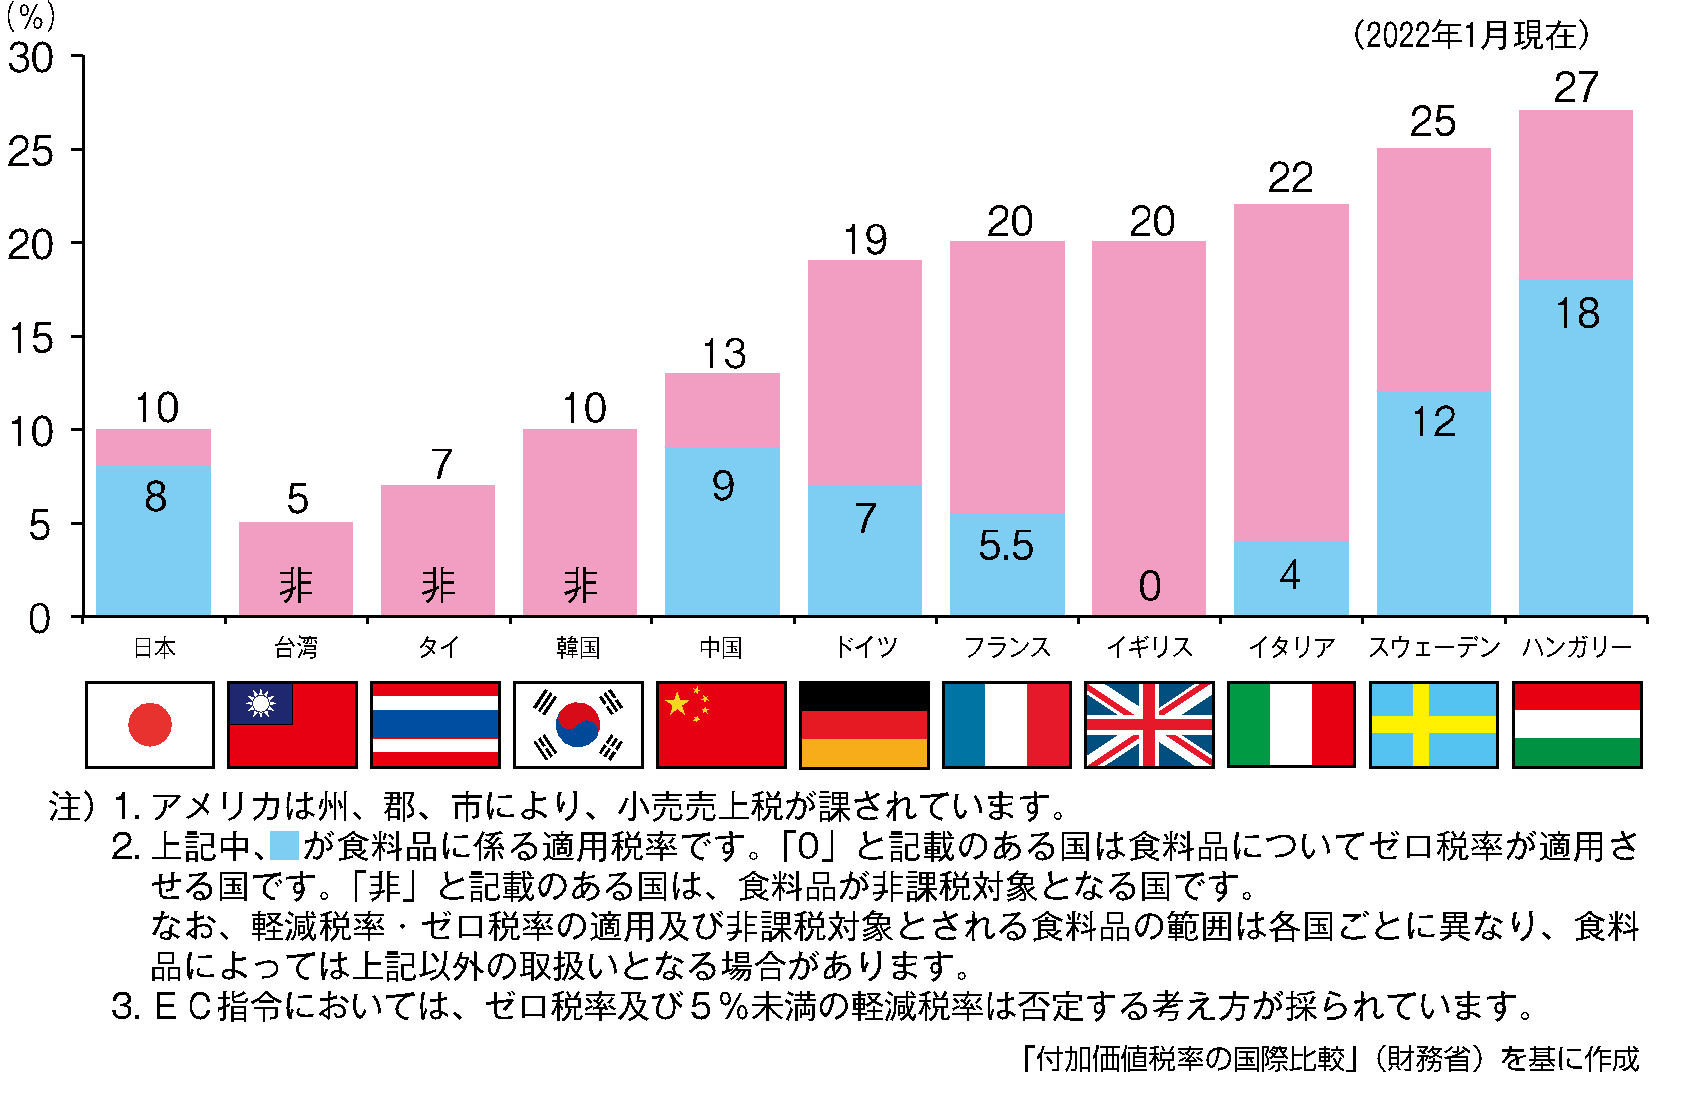 (%)
（2022年1月現在）
30
25
20
15
10
5
0
10
8
5
非
7
非
10
非
13
9
19
7
20
5.5
20
0
22
4
25
12
27
18
日本 台湾 タイ 韓国 中国 ドイツ フランス イギリス イタリア スウェーデン ハンガリー
注）1. アメリカは州、郡、市により、小売売上税が課されています。
2. 上記中、■が食料品に係る適用税率です。「0」と記載のある国は食料品についてゼロ税率が適用さ
せる国です。「非」と記載のある国は、食料品が非課税対象となる国です。
なお、軽減税率・ゼロ税率の適用及び非課税対象とされる食料品の範囲は各国ごとに異なり、食料
品によっては上記以外の取扱いとなる場合があります。
3. ＥＣ指令においては、ゼロ税率及び５％未満の軽減税率は否定する考え方が採られています。
「付加価値税率の国際比較」（財務省）を基に作成